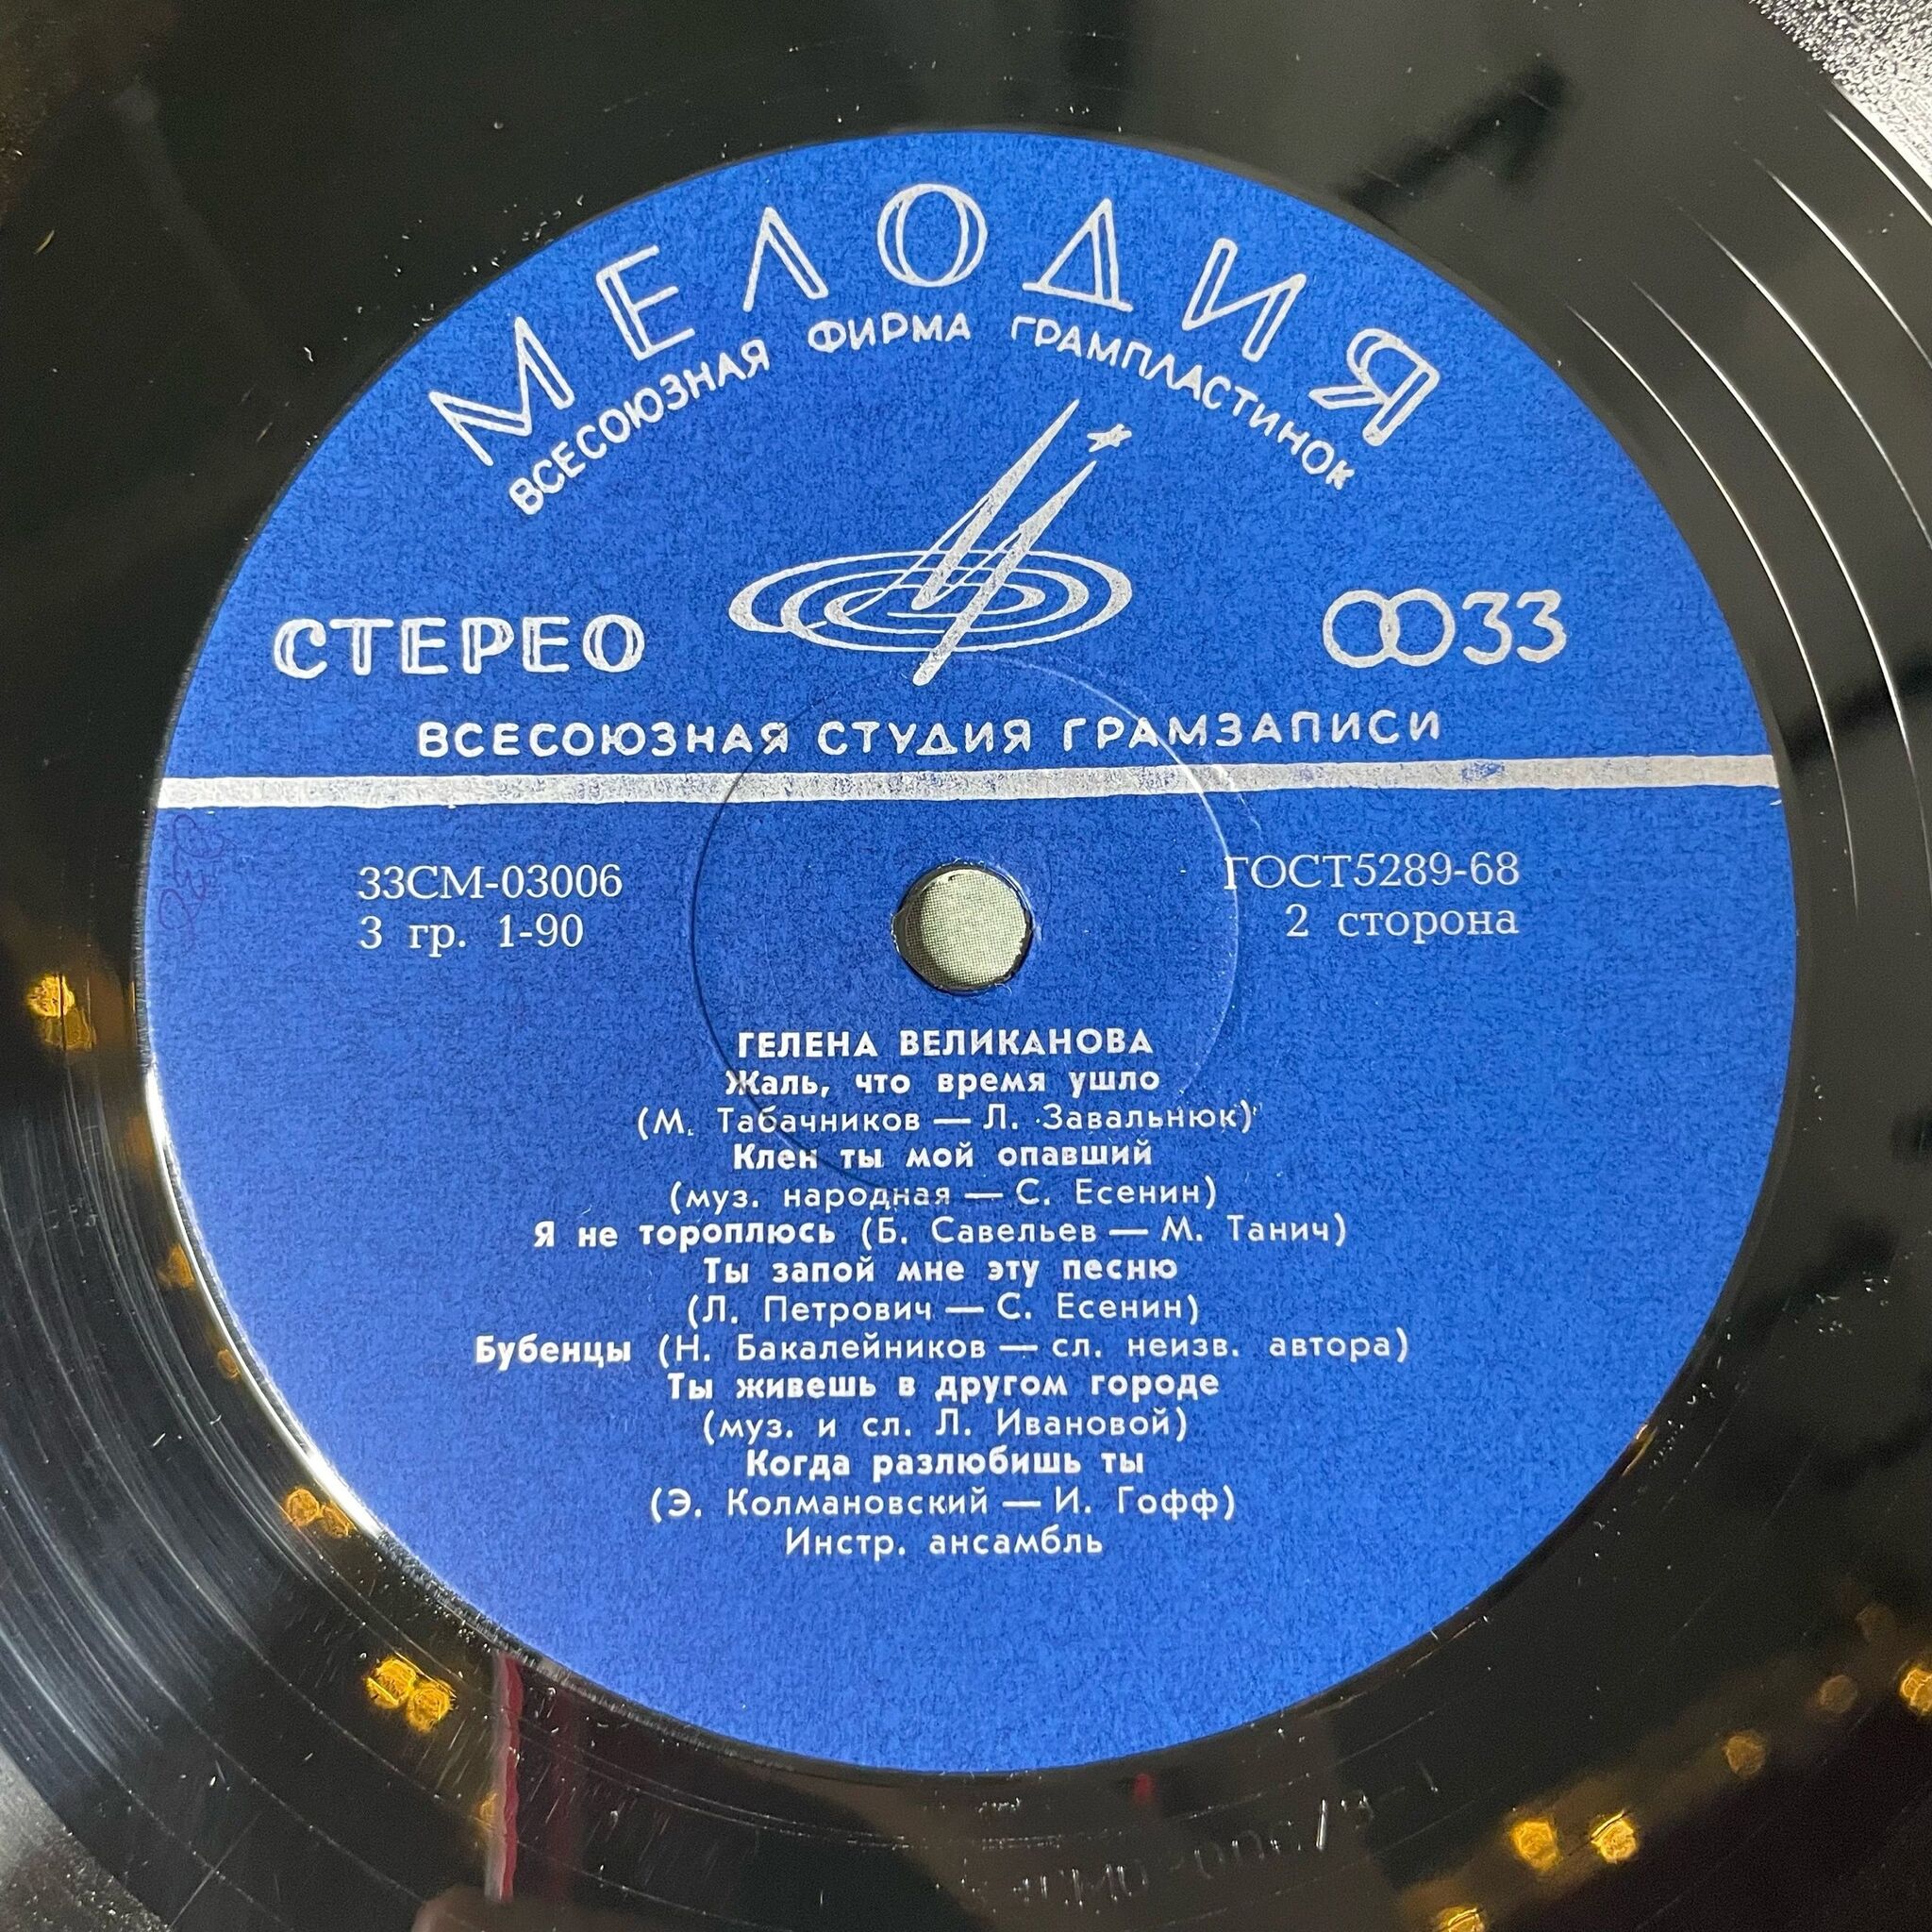 МЕЛОДИЯ
ВСЕСОЮЗНАЯ ФИРМА ГРАМПЛАСТИНОК
СТЕРЕО
33
ВСЕСОЮЗНАЯ СТУДИЯ ГРАМЗАПИСИ
33СМ-03006
ГОСТ5289-68
3 гр. 1-90
2 сторона
ГЕЛЕНА ВЕЛИКАНОВА
Жаль, что время ушло
(М. Табачников — Л. Завальнюк)
Клен ты мой опавший
(муз. народная — С. Есенин)
Я не тороплюсь (Б. Савельев — М. Танич)
Ты запой мне эту песню
(Л. Петрович — С. Есенин)
Бубенцы (Н. Бакалейников — сл. неизв. автора)
Ты живешь в другом городе
(муз. и сл. Л. Ивановой)
Когда разлюбишь ты
(Э. Колмановский — И. Гофф)
Инстр. ансамбль